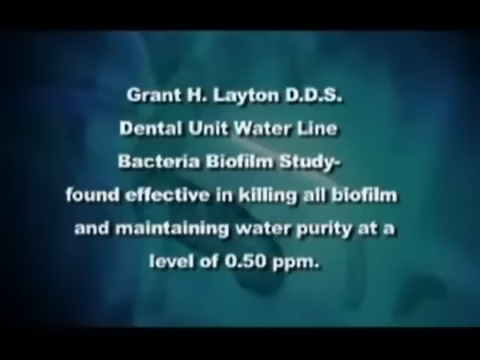 Grant H. Layton D.D.S.
Dental Unit Water Line
Bacteria Biofilm Study-
found effective in killing all biofilm
and maintaining water purity at a
level of 0.50 ppm.